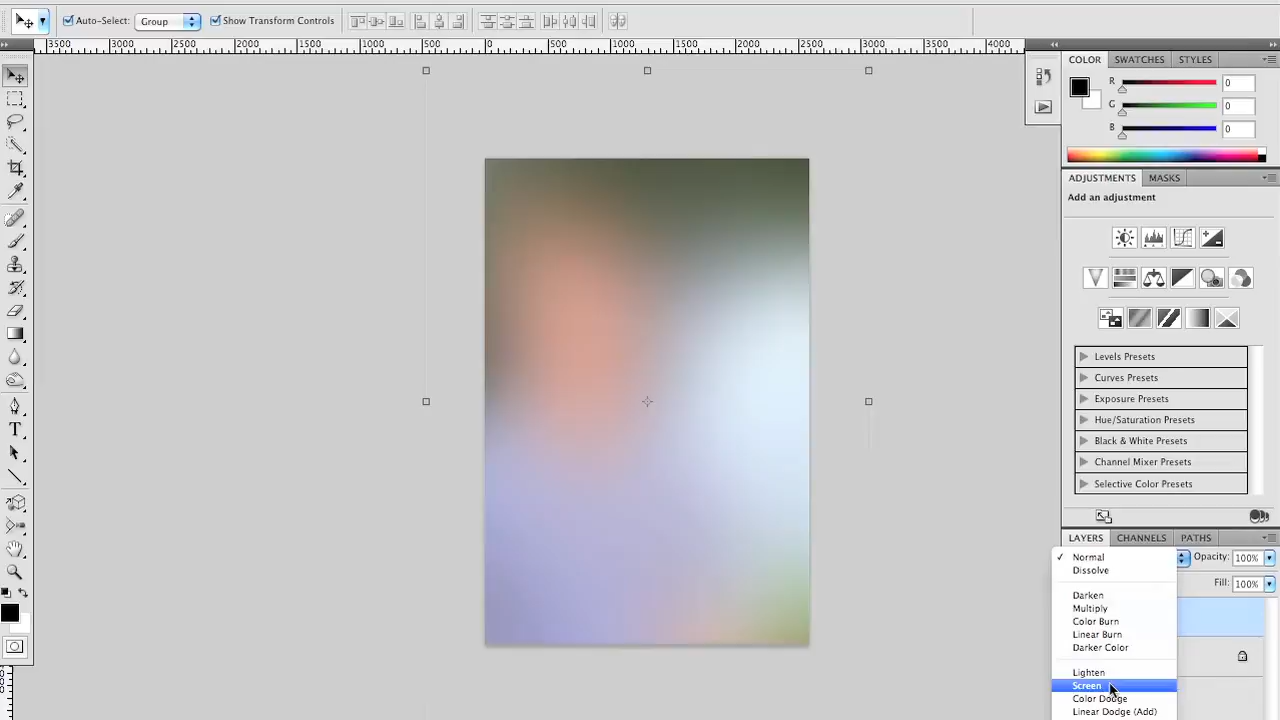 Auto-Select: Group Show Transform Controls
3500 3000 2500 2000 1500 1000 500 0 500 1000 1500 2000 2500 3000 3500 4000
COLOR SWATCHES STYLES
R 0
G 0
B 0
ADJUSTMENTS MASKS
Add an adjustment
Levels Presets
Curves Presets
Exposure Presets
Hue/Saturation Presets
Black & White Presets
Channel Mixer Presets
Selective Color Presets
LAYERS CHANNELS PATHS
✓ Normal Opacity: 100%
Dissolve
Fill: 100%
Darken
Multiply
Color Burn
Linear Burn
Darker Color
Lighten
Screen
Color Dodge
Linear Dodge (Add)
T